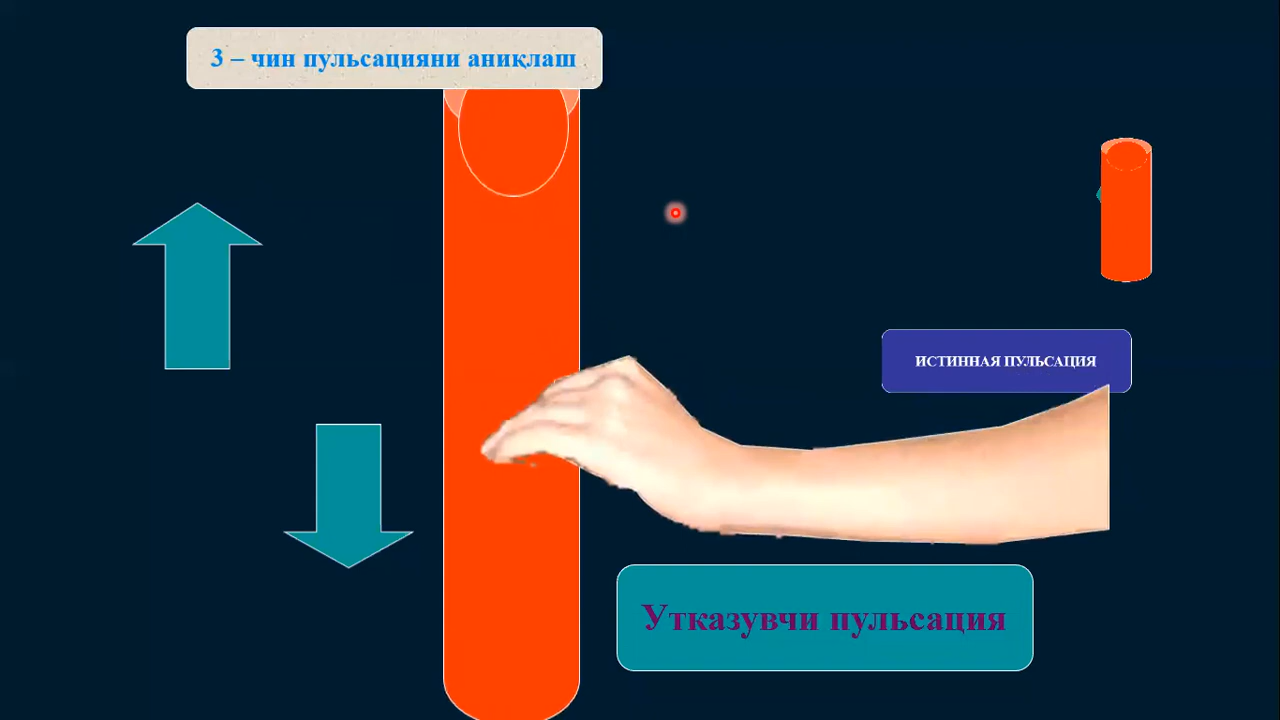 3 – чин пульсацияни аниқлаш
ИСТИННАЯ ПУЛЬСАЦИЯ
Утказувчи пульсация